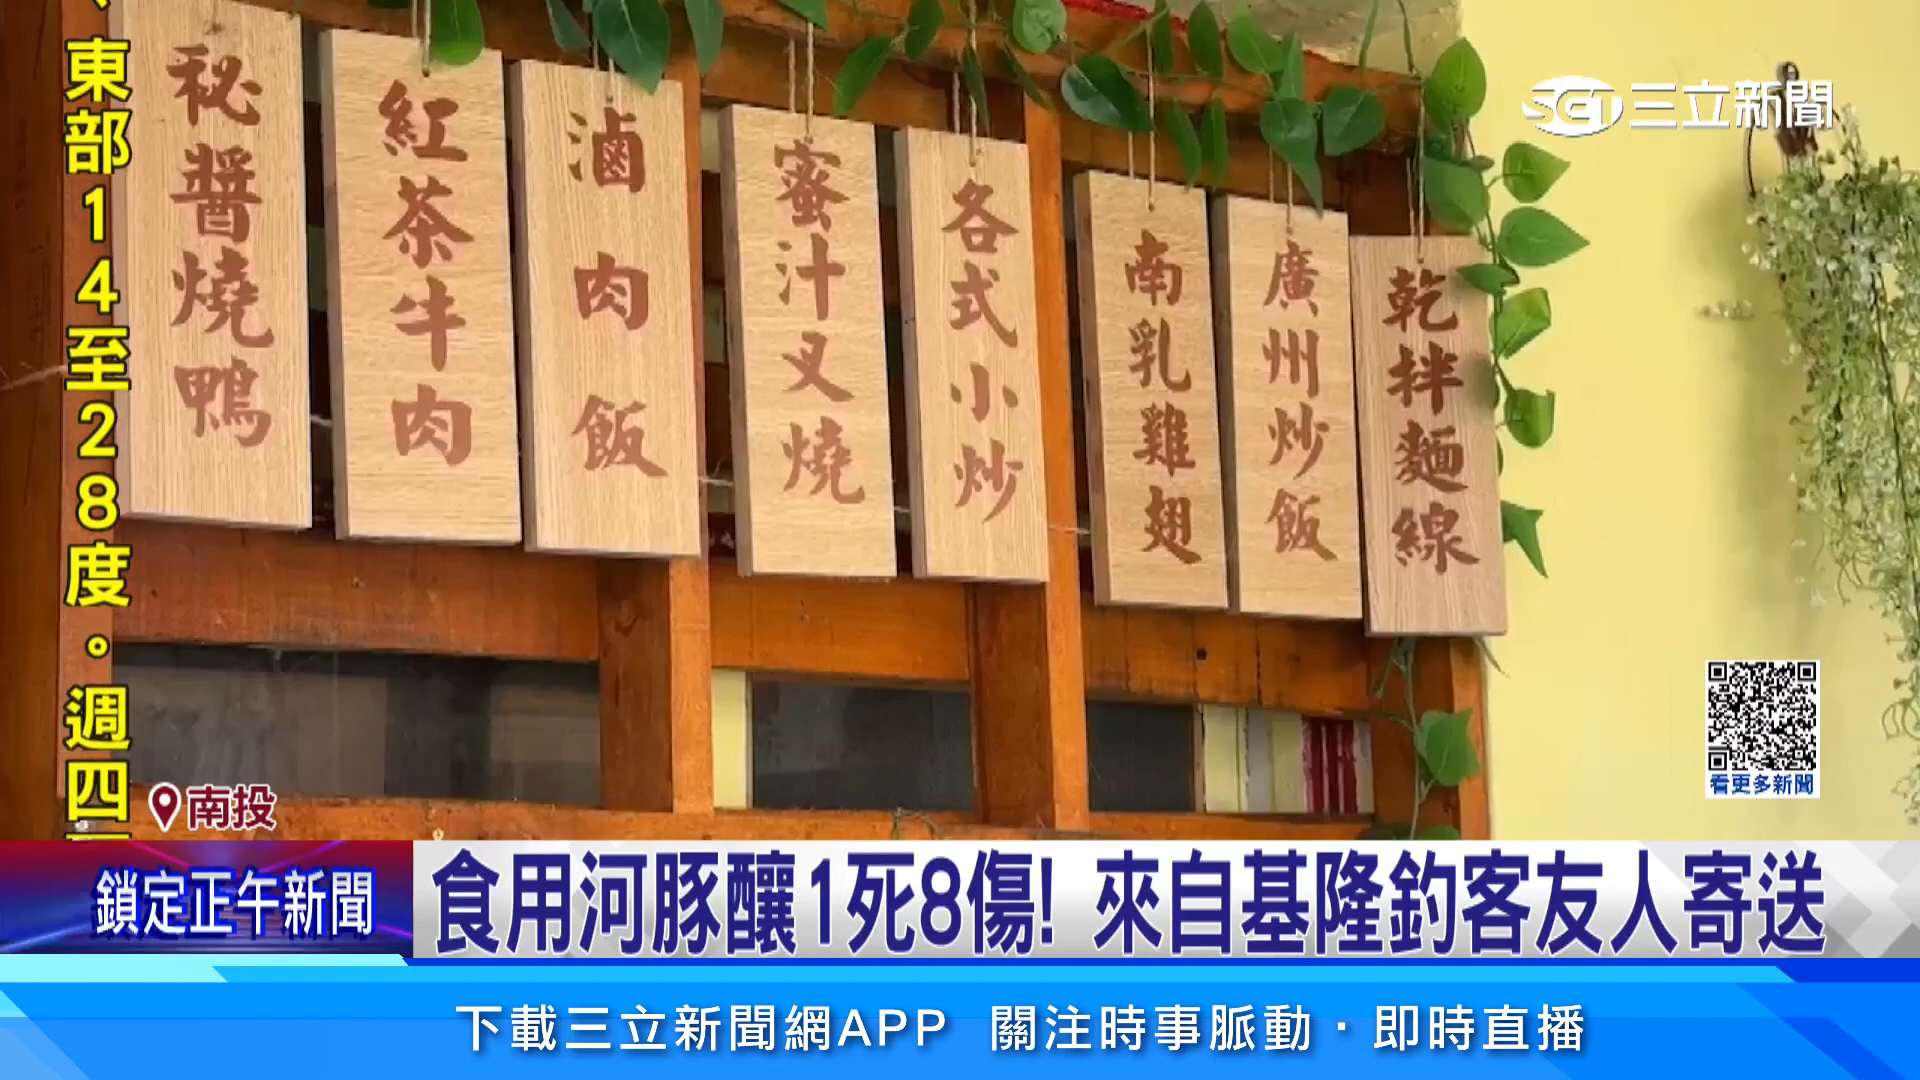 、東部14至28度。週四
秘醬燒鴨
紅茶牛肉
滷肉飯
蜜汁叉燒
各式小炒
南乳雞翅
廣州炒飯
乾拌麵線
SET三立新聞
看更多新聞
南投
鎖定正午新聞
食用河豚釀1死8傷! 來自基隆釣客友人寄送
下載三立新聞網APP 關注時事脈動·即時直播